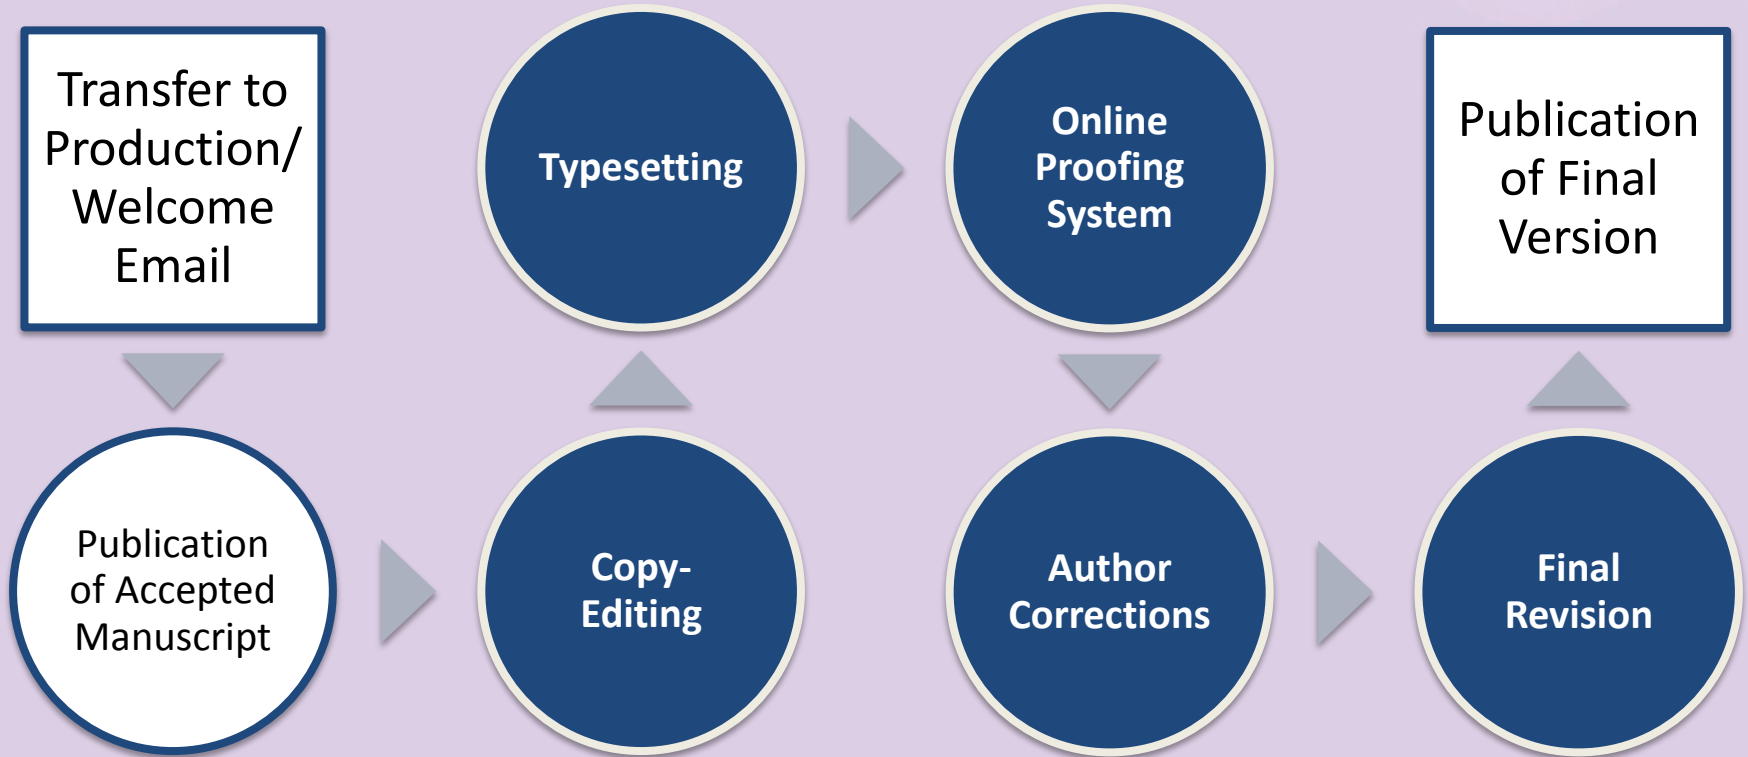 Transfer to
Production/
Welcome
Email
Publication
of Accepted
Manuscript
Copy-
Editing
Typesetting
Online
Proofing
System
Author
Corrections
Final
Revision
Publication
of Final
Version